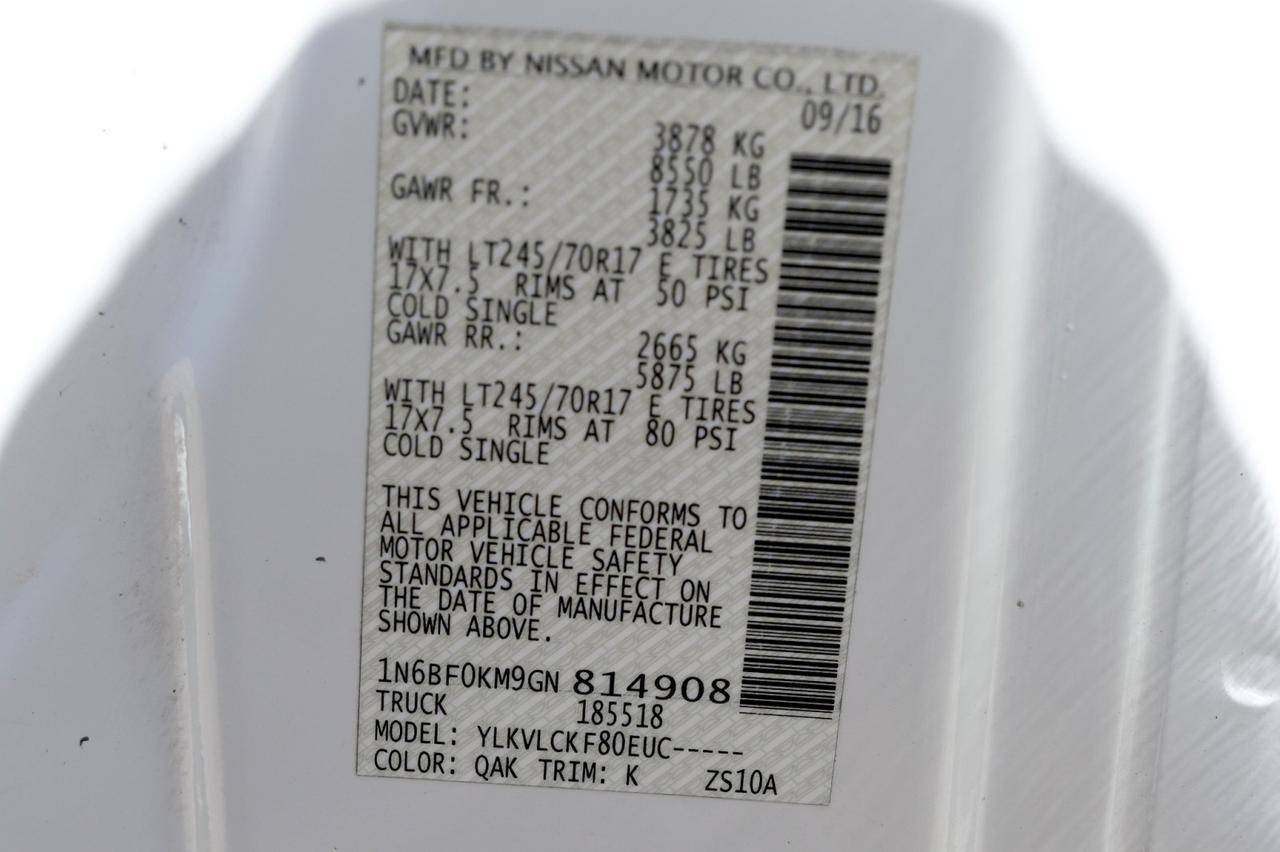 MFD BY NISSAN MOTOR CO., LTD.
DATE: 09/16
GVWR: 3878 KG
8550 LB
GAWR FR.: 1735 KG
3825 LB
WITH LT245/70R17 E TIRES
17X7.5 RIMS AT 50 PSI
COLD SINGLE
GAWR RR.: 2665 KG
5875 LB
WITH LT245/70R17 E TIRES
17X7.5 RIMS AT 80 PSI
COLD SINGLE
THIS VEHICLE CONFORMS TO
ALL APPLICABLE FEDERAL
MOTOR VEHICLE SAFETY
STANDARDS IN EFFECT ON
THE DATE OF MANUFACTURE
SHOWN ABOVE.
1N6BF0KM9GN 814908
TRUCK 185518
MODEL: YLKVLCKF80EUC-----
COLOR: QAK TRIM: K ZS10A